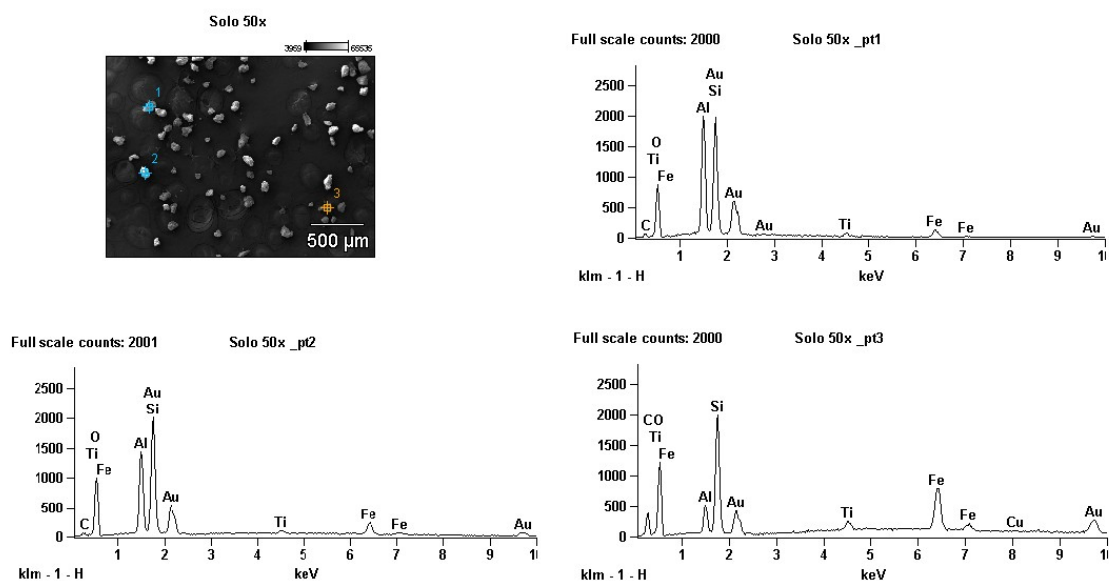 Solo 50x
3969 65536
1
2
3
500 µm
Full scale counts: 2000 Solo 50x _pt1
2500
2000
1500
1000
500
0
Au
Si
Al
O
Ti
Fe
C
Au
Au
Ti
Fe
Fe
Au
1 2 3 4 5 6 7 8 9 10
klm - 1 - H keV
Full scale counts: 2001 Solo 50x _pt2
2500
2000
1500
1000
500
0
Au
Si
Al
O
Ti
Fe
C
Au
Ti
Fe
Fe
Au
1 2 3 4 5 6 7 8 9 10
klm - 1 - H keV
Full scale counts: 2000 Solo 50x _pt3
2500
2000
1500
1000
500
0
Si
CO
Ti
Fe
Al
Au
Ti
Fe
Fe
Cu
Au
1 2 3 4 5 6 7 8 9 10
klm - 1 - H keV